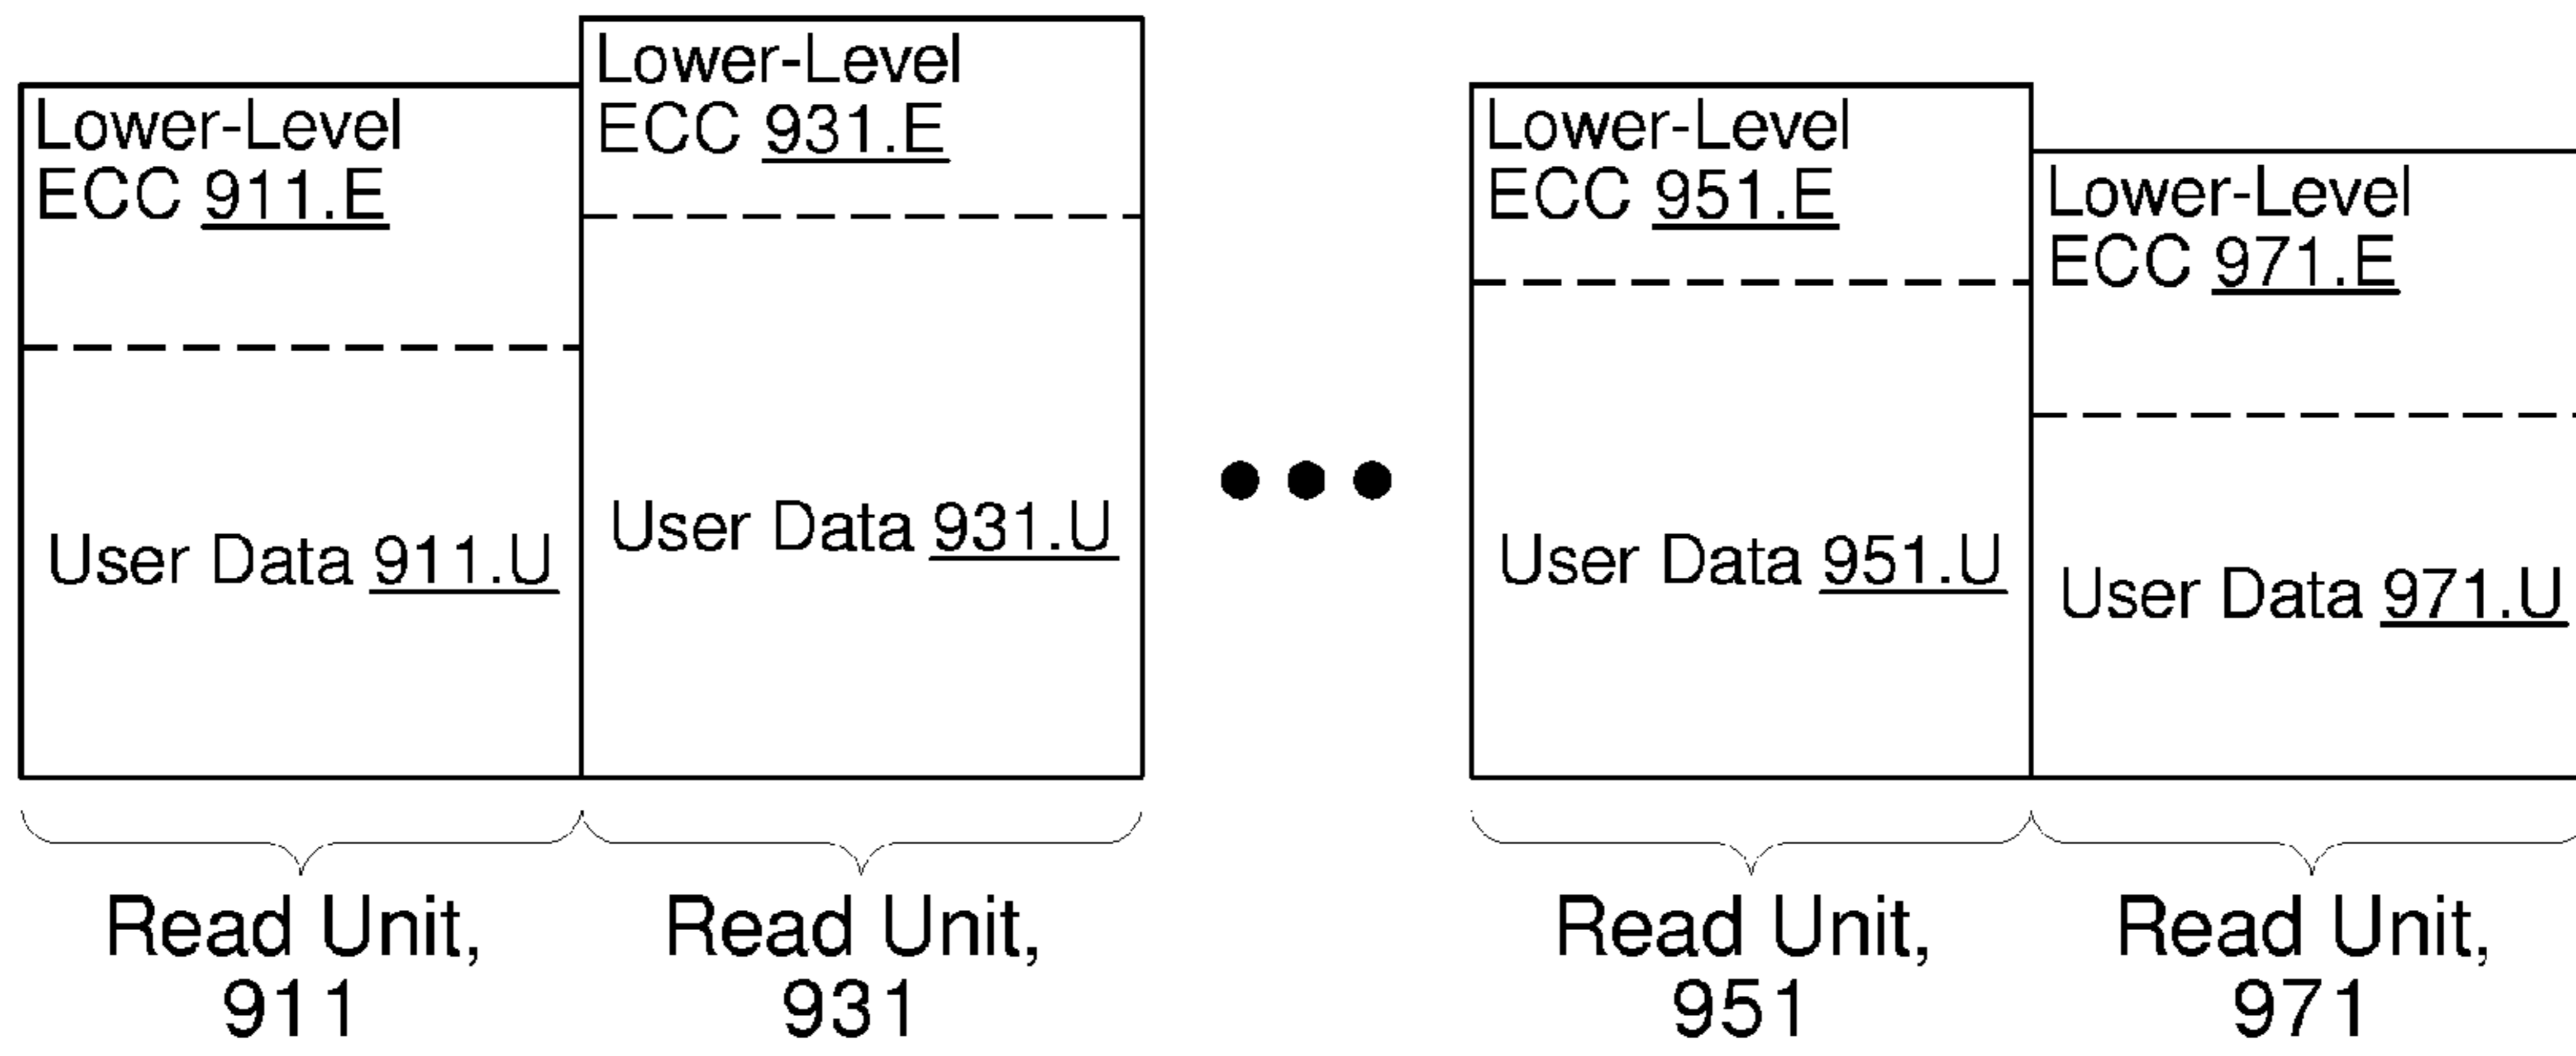 Lower-Level
ECC 911.E
User Data 911.U
Lower-Level
ECC 931.E
User Data 931.U
Lower-Level
ECC 951.E
User Data 951.U
Lower-Level
ECC 971.E
User Data 971.U
Read Unit,
911
Read Unit,
931
Read Unit,
951
Read Unit,
971